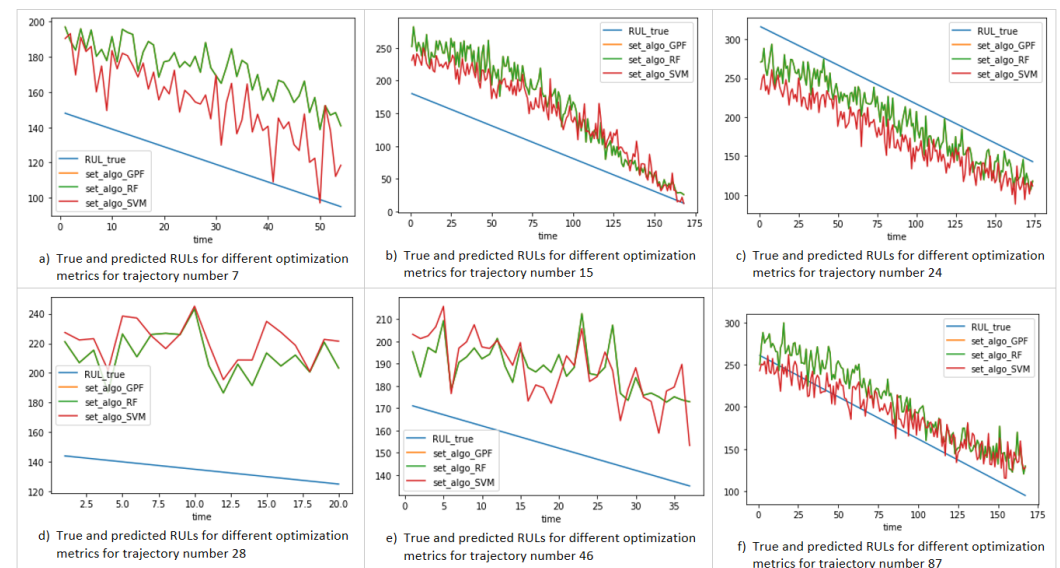 200
180
160
140
120
100
RUL_true
set_algo_GPF
set_algo_RF
set_algo_SVM
0 10 20 30 40 50
time
a) True and predicted RULs for different optimization
metrics for trajectory number 7
250
200
150
100
50
0
RUL_true
set_algo_GPF
set_algo_RF
set_algo_SVM
0 25 50 75 100 125 150 175
time
b) True and predicted RULs for different optimization
metrics for trajectory number 15
300
250
200
150
100
RUL_true
set_algo_GPF
set_algo_RF
set_algo_SVM
0 25 50 75 100 125 150 175
time
c) True and predicted RULs for different optimization
metrics for trajectory number 24
240
220
200
180
160
140
120
RUL_true
set_algo_GPF
set_algo_RF
set_algo_SVM
2.5 5.0 7.5 10.0 12.5 15.0 17.5 20.0
time
d) True and predicted RULs for different optimization
metrics for trajectory number 28
210
200
190
180
170
160
150
140
RUL_true
set_algo_GPF
set_algo_RF
set_algo_SVM
0 5 10 15 20 25 30 35
time
e) True and predicted RULs for different optimization
metrics for trajectory number 46
300
250
200
150
100
RUL_true
set_algo_GPF
set_algo_RF
set_algo_SVM
0 25 50 75 100 125 150 175
time
f) True and predicted RULs for different optimization
metrics for trajectory number 87